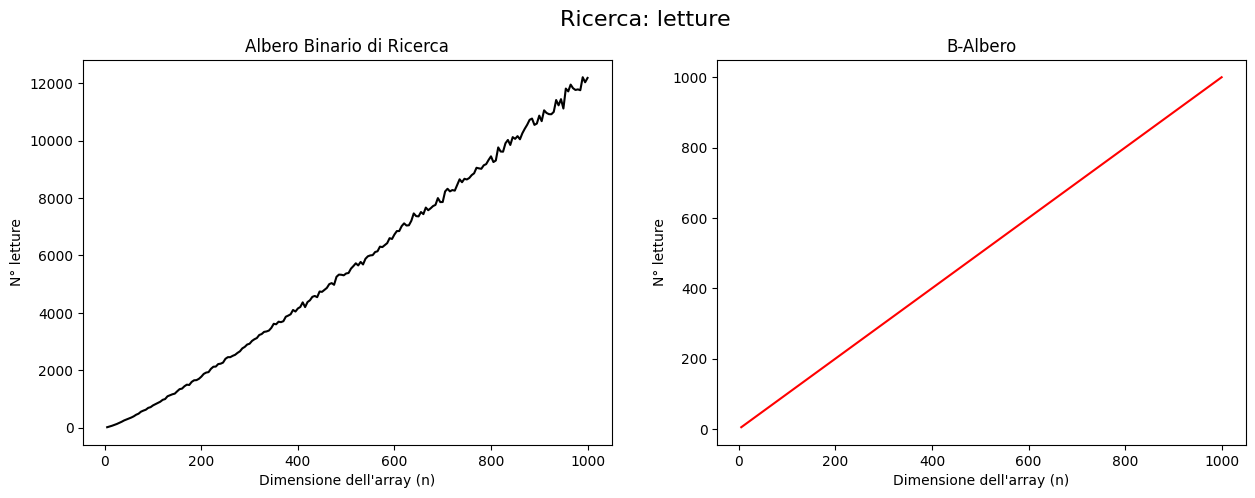 Ricerca: letture
Albero Binario di Ricerca
N° letture
12000
10000
8000
6000
4000
2000
0
0 200 400 600 800 1000
Dimensione dell'array (n)
B-Albero
N° letture
1000
800
600
400
200
0
0 200 400 600 800 1000
Dimensione dell'array (n)